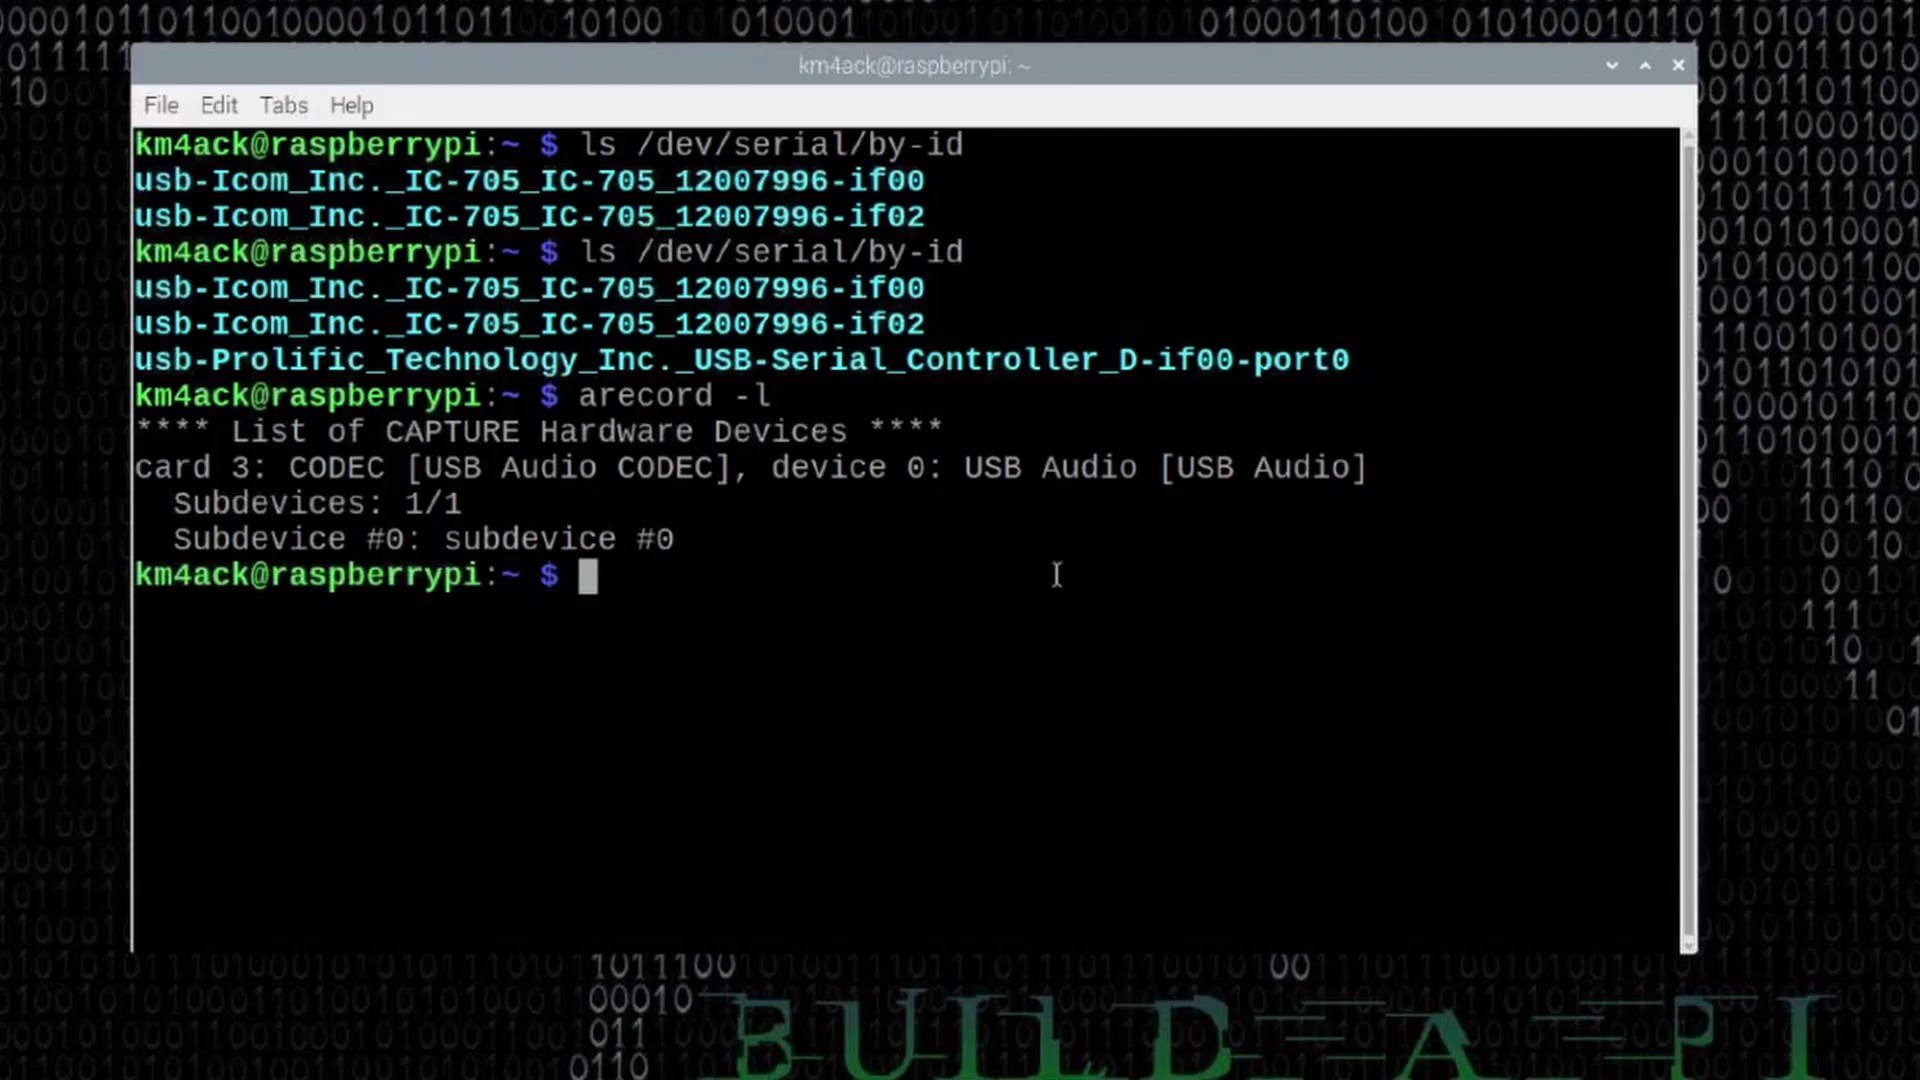 km4ack@raspberrypi: ~
File Edit Tabs Help
km4ack@raspberrypi:~ $ ls /dev/serial/by-id
usb-Icom_Inc._IC-705_IC-705_12007996-if00
usb-Icom_Inc._IC-705_IC-705_12007996-if02
km4ack@raspberrypi:~ $ ls /dev/serial/by-id
usb-Icom_Inc._IC-705_IC-705_12007996-if00
usb-Icom_Inc._IC-705_IC-705_12007996-if02
usb-Prolific_Technology_Inc._USB-Serial_Controller_D-if00-port0
km4ack@raspberrypi:~ $ arecord -l
**** List of CAPTURE Hardware Devices ****
card 3: CODEC [USB Audio CODEC], device 0: USB Audio [USB Audio]
  Subdevices: 1/1
  Subdevice #0: subdevice #0
km4ack@raspberrypi:~ $
BUILD-A-PI